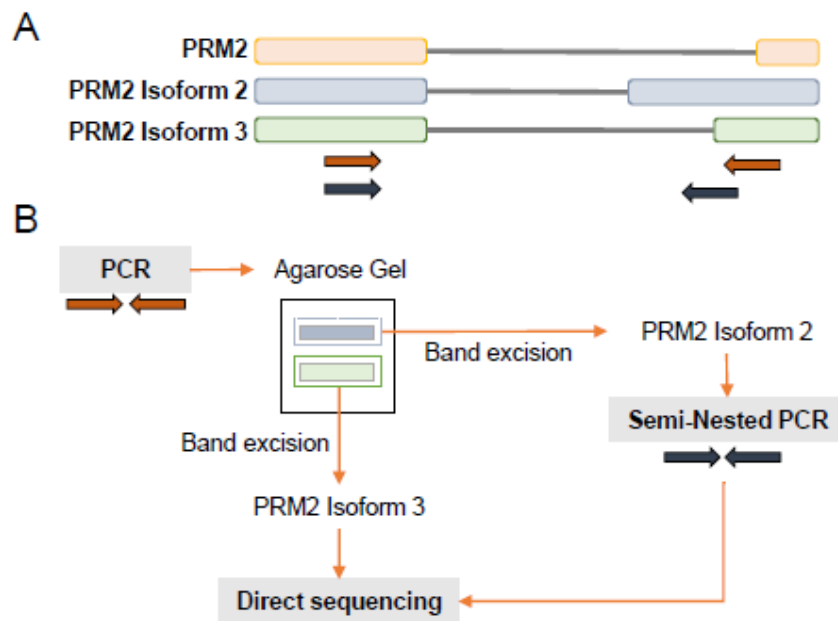 A
PRM2
PRM2 Isoform 2
PRM2 Isoform 3
B
PCR
Agarose Gel
Band excision
PRM2 Isoform 2
Semi-Nested PCR
Band excision
PRM2 Isoform 3
Direct sequencing